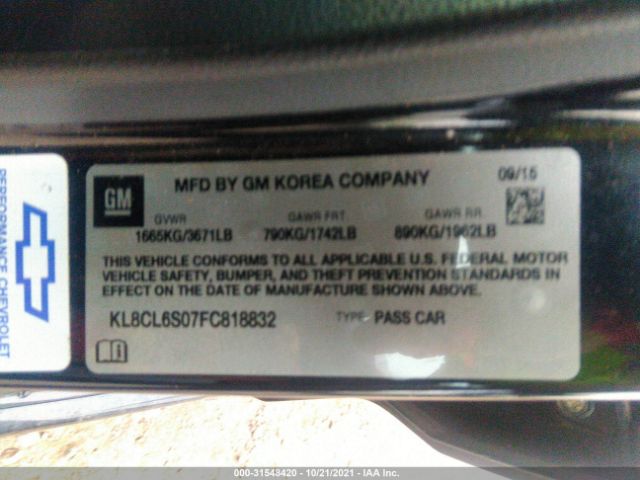 PERFORMANCE CHEVROLET
GM
MFD BY GM KOREA COMPANY
09/15
GVWR
GAWR FRT.
GAWR RR.
1665KG/3671LB
790KG/1742LB
890KG/1962LB
THIS VEHICLE CONFORMS TO ALL APPLICABLE U.S. FEDERAL MOTOR
VEHICLE SAFETY, BUMPER, AND THEFT PREVENTION STANDARDS IN
EFFECT ON THE DATE OF MANUFACTURE SHOWN ABOVE.
KL8CL6S07FC818832
TYPE: PASS CAR
000-31548420 - 10/21/2021 - IAA Inc.